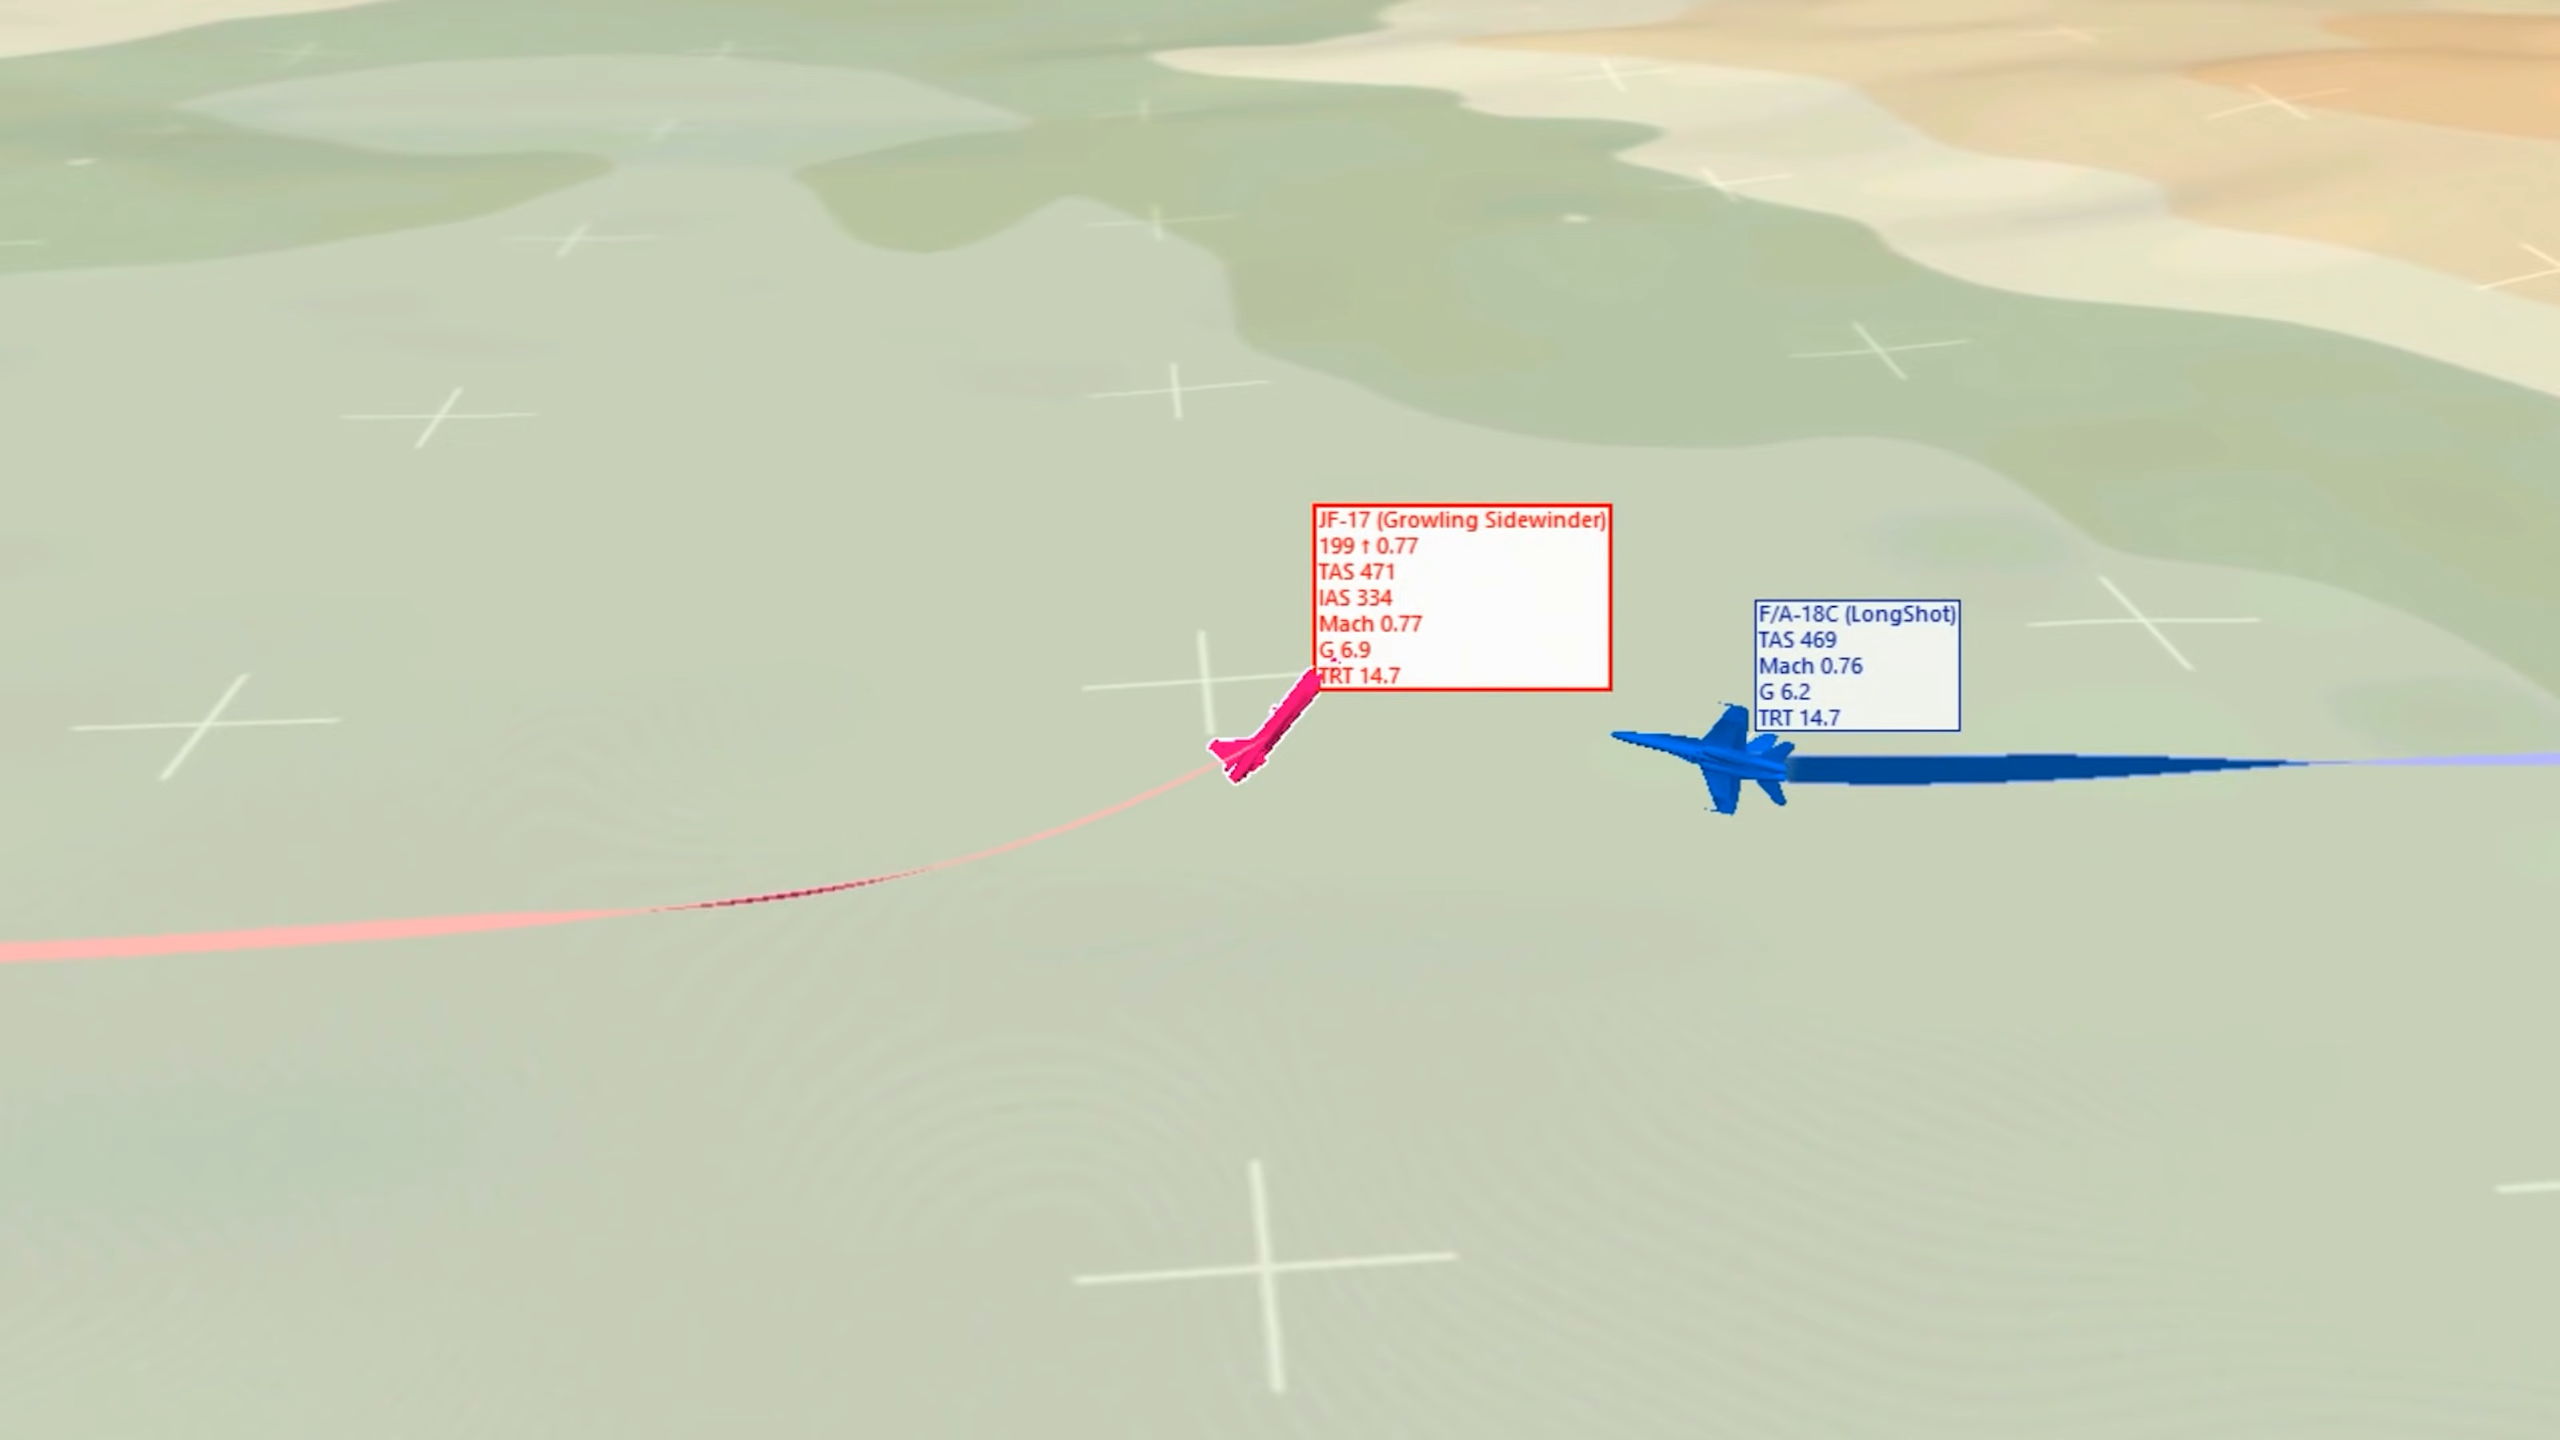 JF-17 (Growling Sidewinder)
199 ↑ 0.77
TAS 471
IAS 334
Mach 0.77
G 6.9
TRT 14.7
F/A-18C (LongShot)
TAS 469
Mach 0.76
G 6.2
TRT 14.7